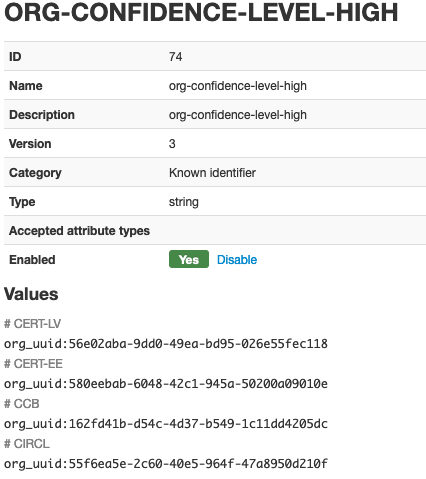 ORG-CONFIDENCE-LEVEL-HIGH
ID 74
Name org-confidence-level-high
Description org-confidence-level-high
Version 3
Category Known identifier
Type string
Accepted attribute types
Enabled Yes Disable
Values
# CERT-LV
org_uuid:56e02aba-9dd0-49ea-bd95-026e55fec118
# CERT-EE
org_uuid:580eebab-6048-42c1-945a-50200a09010e
# CCB
org_uuid:162fd41b-d54c-4d37-b549-1c11dd4205dc
# CIRCL
org_uuid:55f6ea5e-2c60-40e5-964f-47a8950d210f